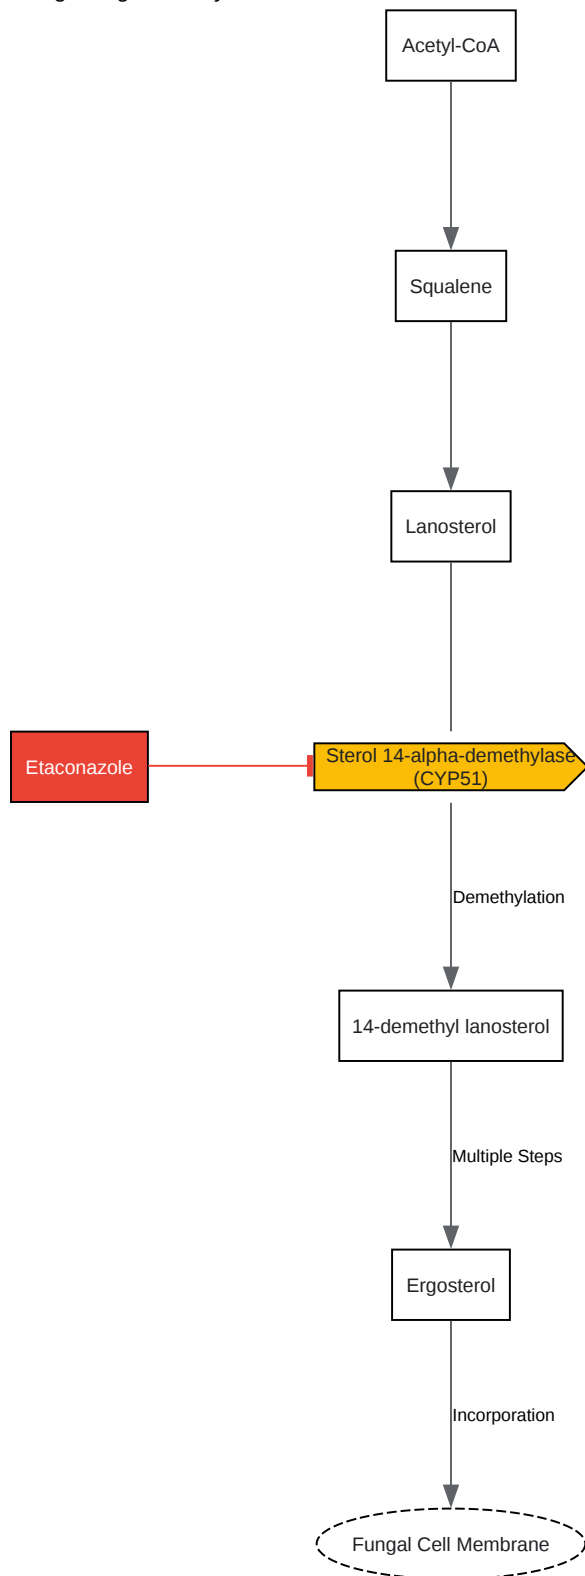 Acetyl-CoA
Squalene
Lanosterol
Etaconazole
Sterol 14-alpha-demethylase
(CYP51)
Demethylation
14-demethyl lanosterol
Multiple Steps
Ergosterol
Incorporation
Fungal Cell Membrane